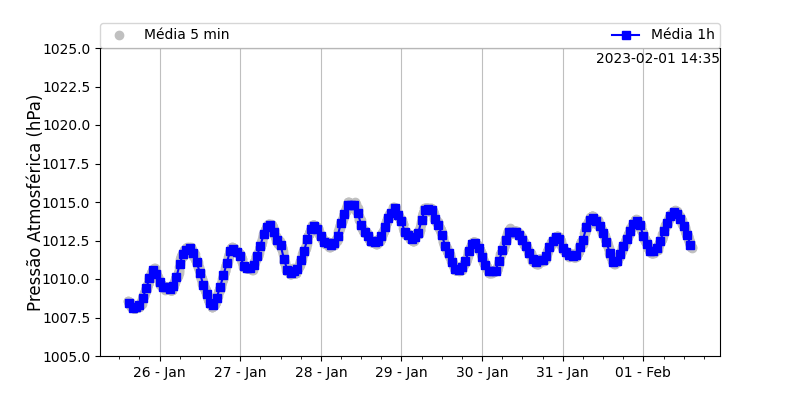 Média 5 min
Média 1h
2023-02-01 14:35
Pressão Atmosférica (hPa)
1025.0
1022.5
1020.0
1017.5
1015.0
1012.5
1010.0
1007.5
1005.0
26 - Jan
27 - Jan
28 - Jan
29 - Jan
30 - Jan
31 - Jan
01 - Feb